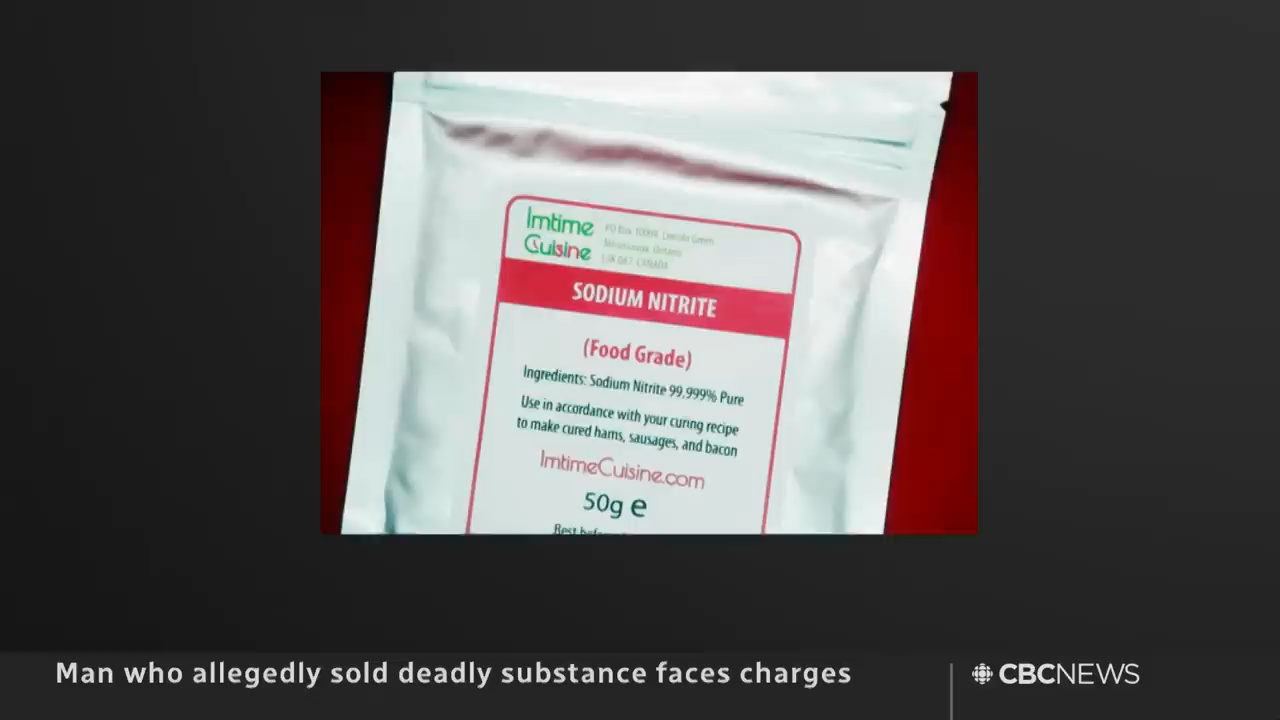 Imtime
Cuisine
SODIUM NITRITE
(Food Grade)
Ingredients: Sodium Nitrite 99.999% Pure
Use in accordance with your curing recipe
to make cured hams, sausages, and bacon
ImtimeCuisine.com
50g e
Man who allegedly sold deadly substance faces charges
CBCNEWS